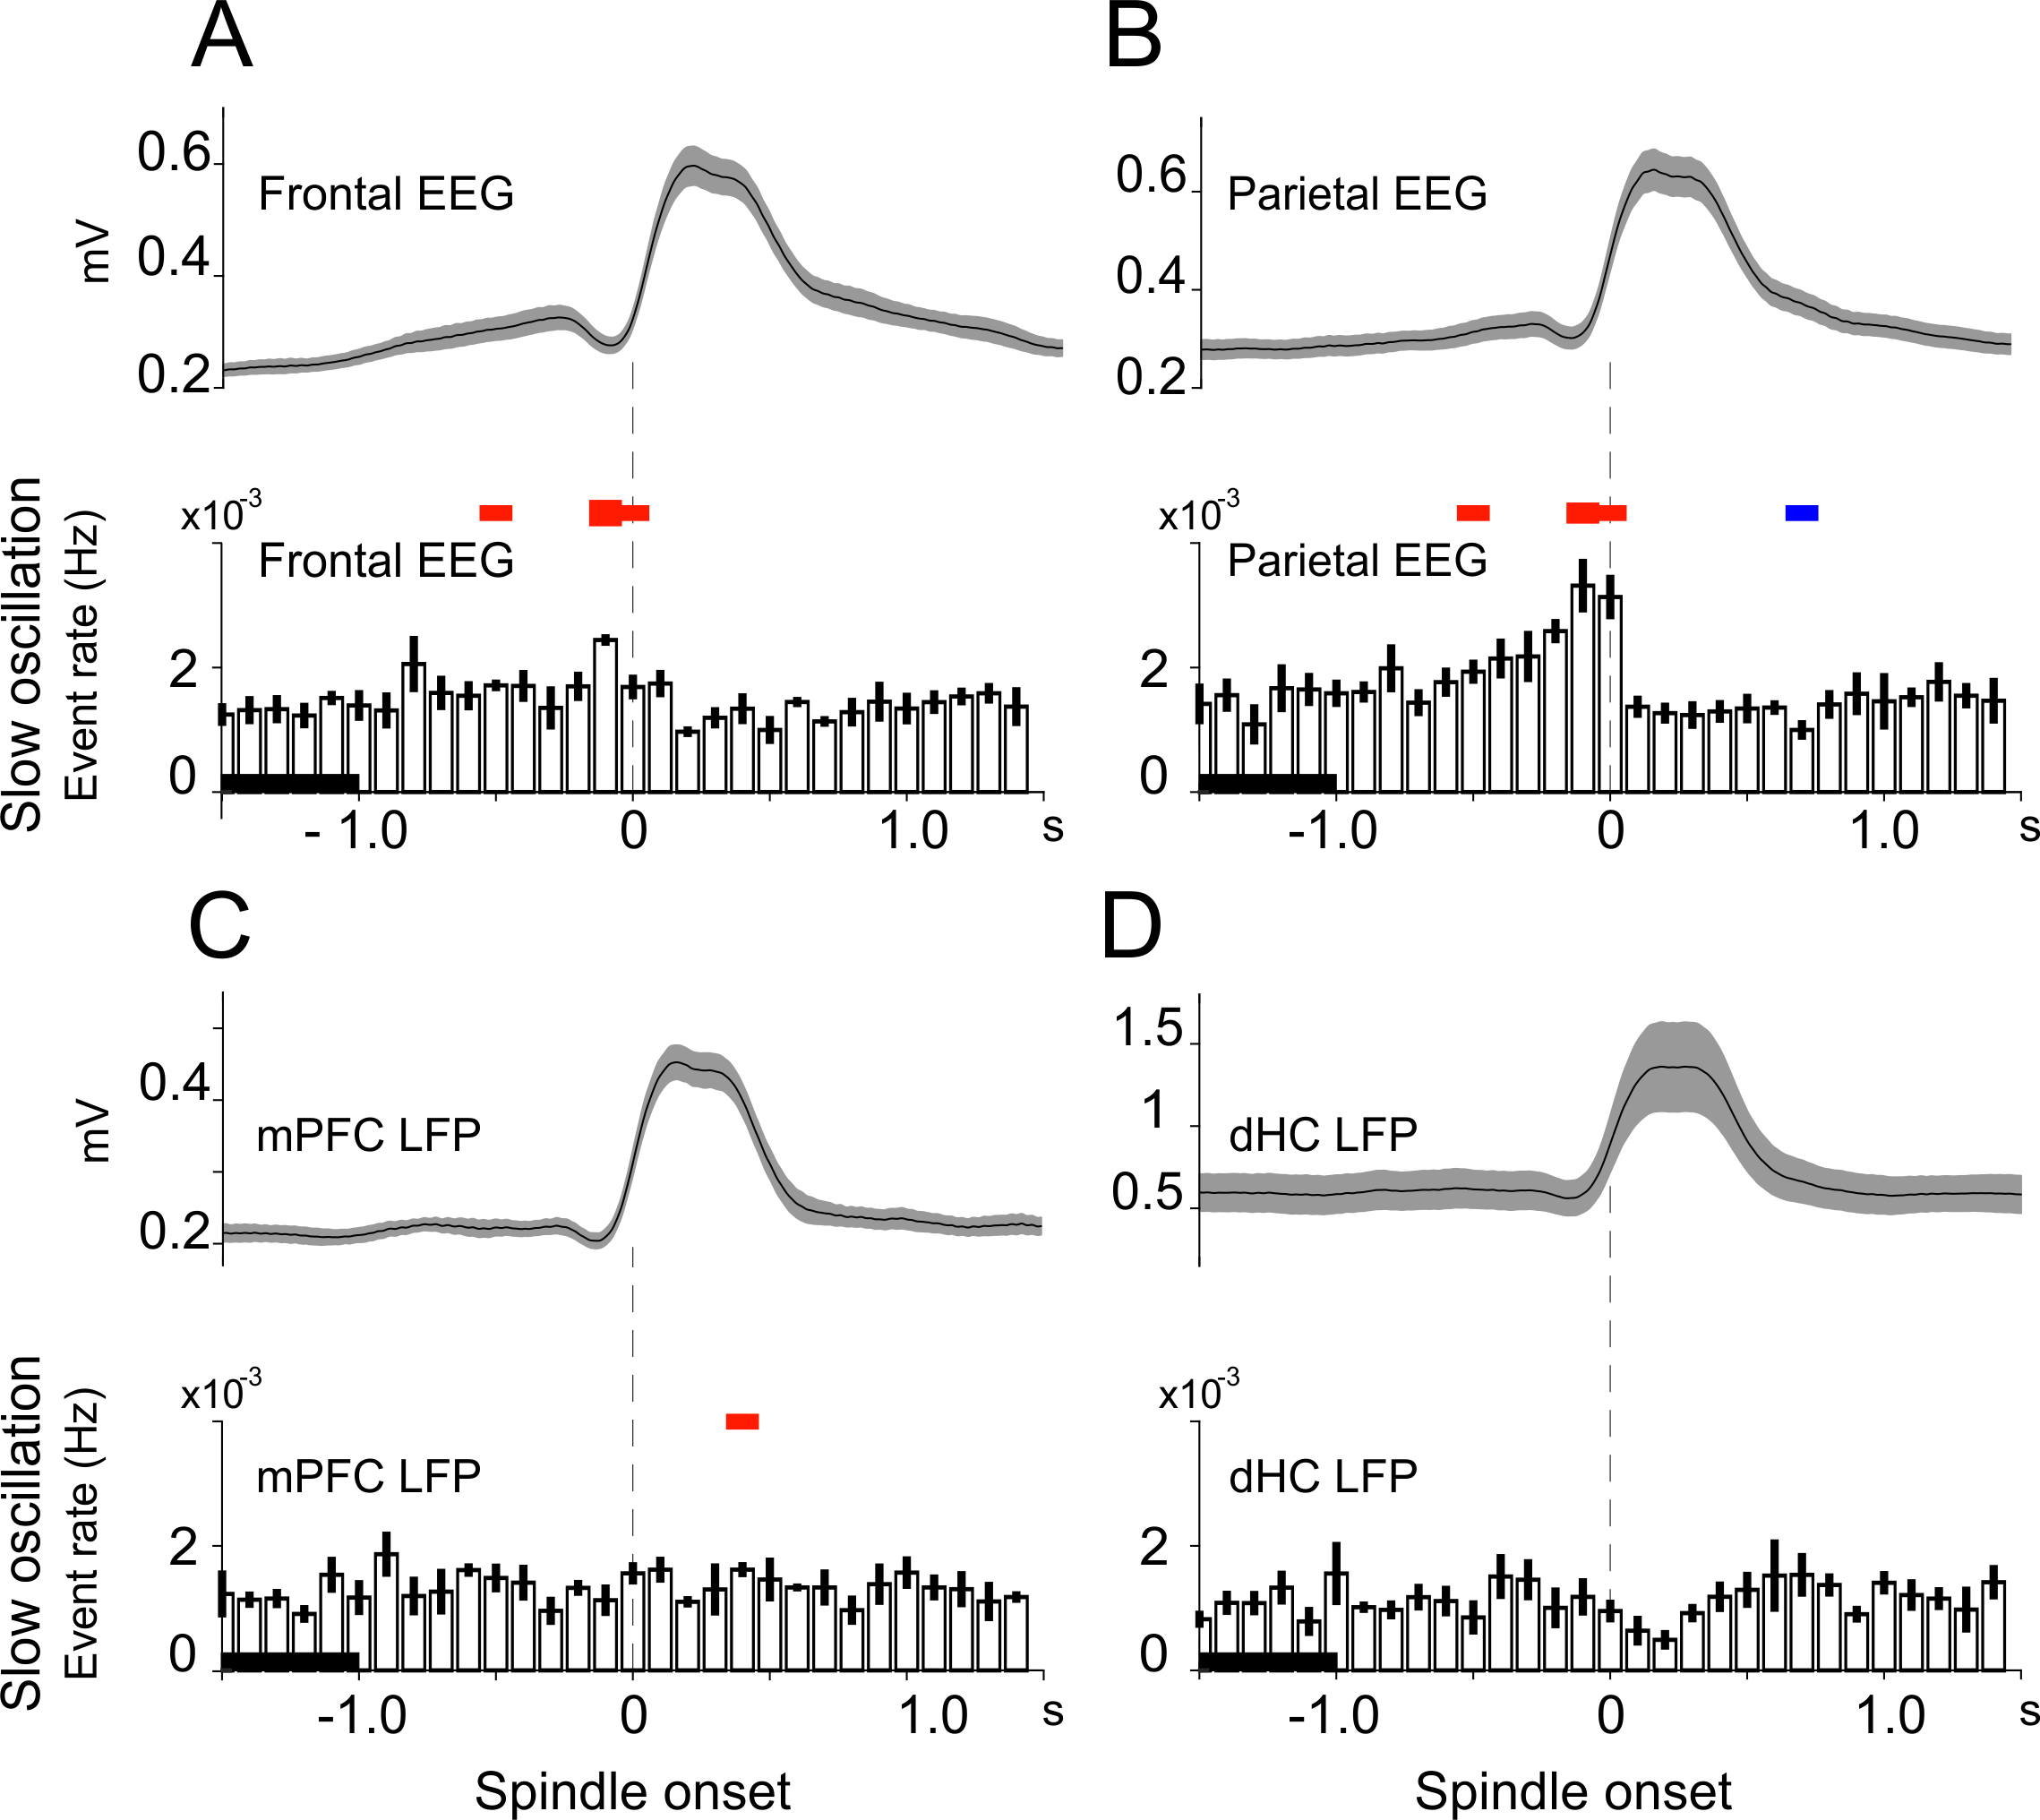 A
0.6
0.4
0.2
mV
Frontal EEG
Slow oscillation
Event rate (Hz)
x10-3
Frontal EEG
2
0
- 1.0
0
1.0
s
B
0.6
0.4
0.2
Parietal EEG
x10-3
Parietal EEG
2
0
-1.0
0
1.0
s
C
0.4
0.2
mV
mPFC LFP
Slow oscillation
Event rate (Hz)
x10-3
mPFC LFP
2
0
-1.0
0
1.0
s
Spindle onset
D
1.5
1
0.5
dHC LFP
x10-3
dHC LFP
2
0
-1.0
0
1.0
s
Spindle onset